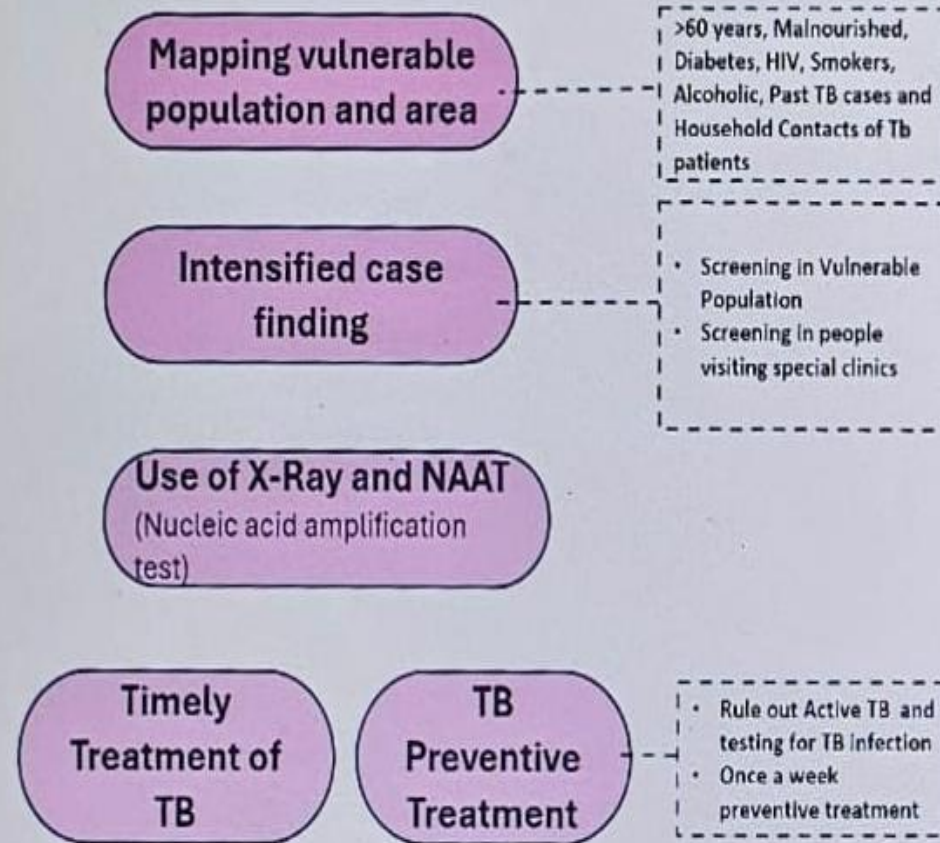 Mapping vulnerable
population and area
>60 years, Malnourished,
Diabetes, HIV, Smokers,
Alcoholic, Past TB cases and
Household Contacts of Tb
patients
Intensified case
finding
• Screening in Vulnerable
Population
• Screening in people
visiting special clinics
Use of X-Ray and NAAT
(Nucleic acid amplification
test)
Timely
Treatment of
TB
TB
Preventive
Treatment
• Rule out Active TB and
testing for TB Infection
• Once a week
preventive treatment